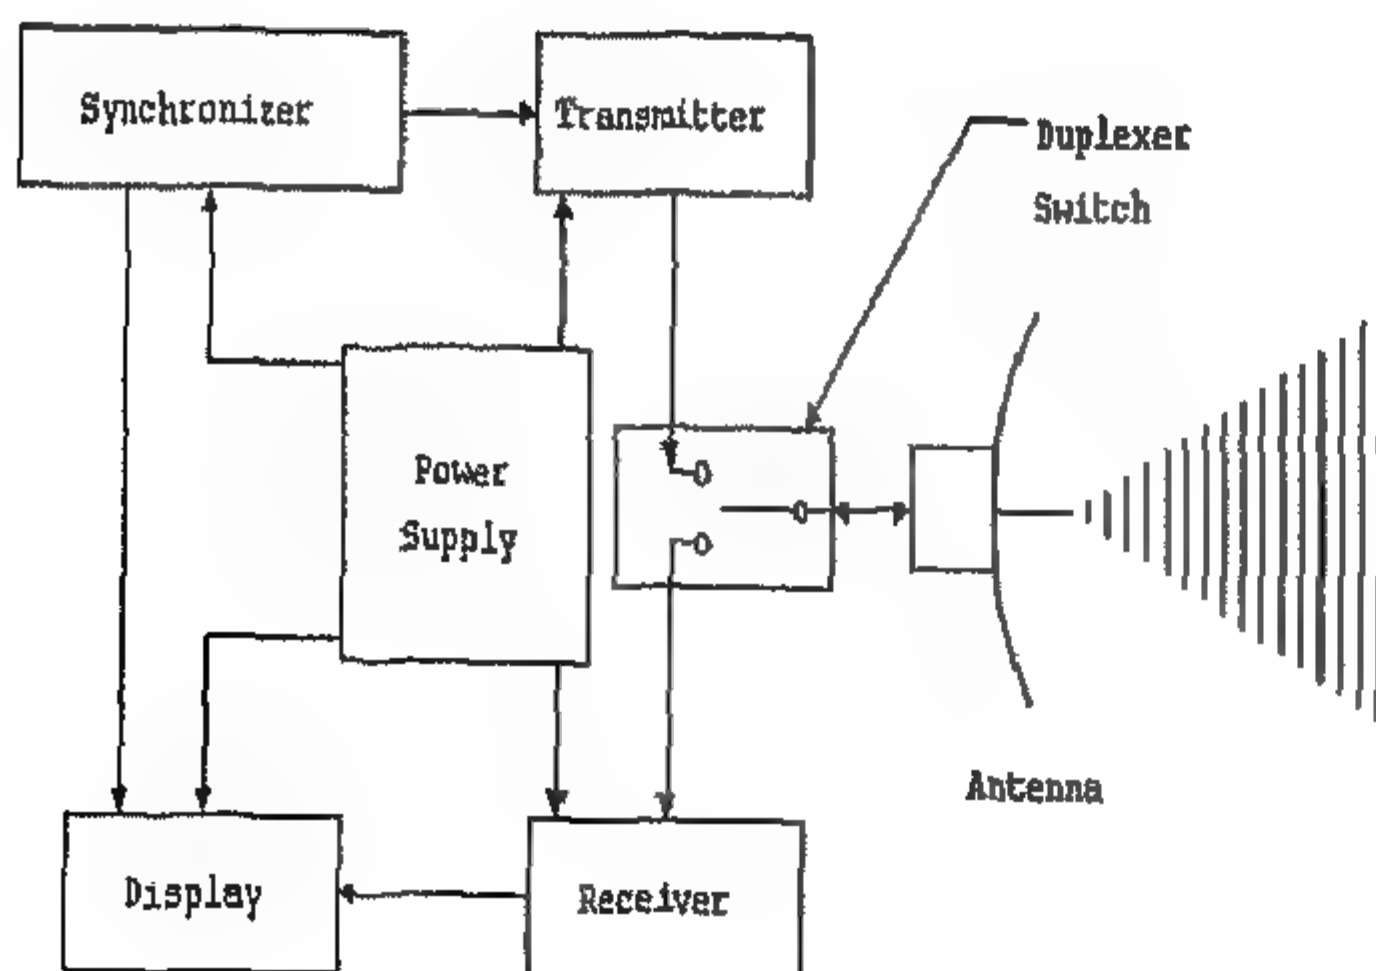 Synchronizer
Transmitter
Duplexer
Switch
Power
Supply
Antenna
Display
Receiver